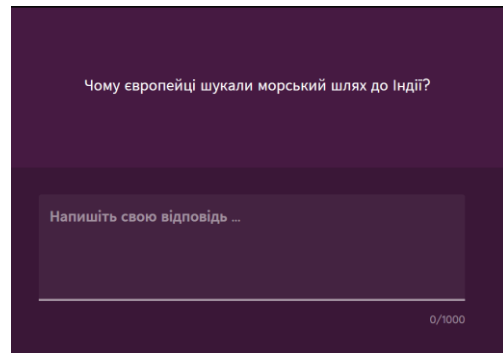 Чому європейці шукали морський шлях до Індії?
Напишіть свою відповідь ...
0/1000